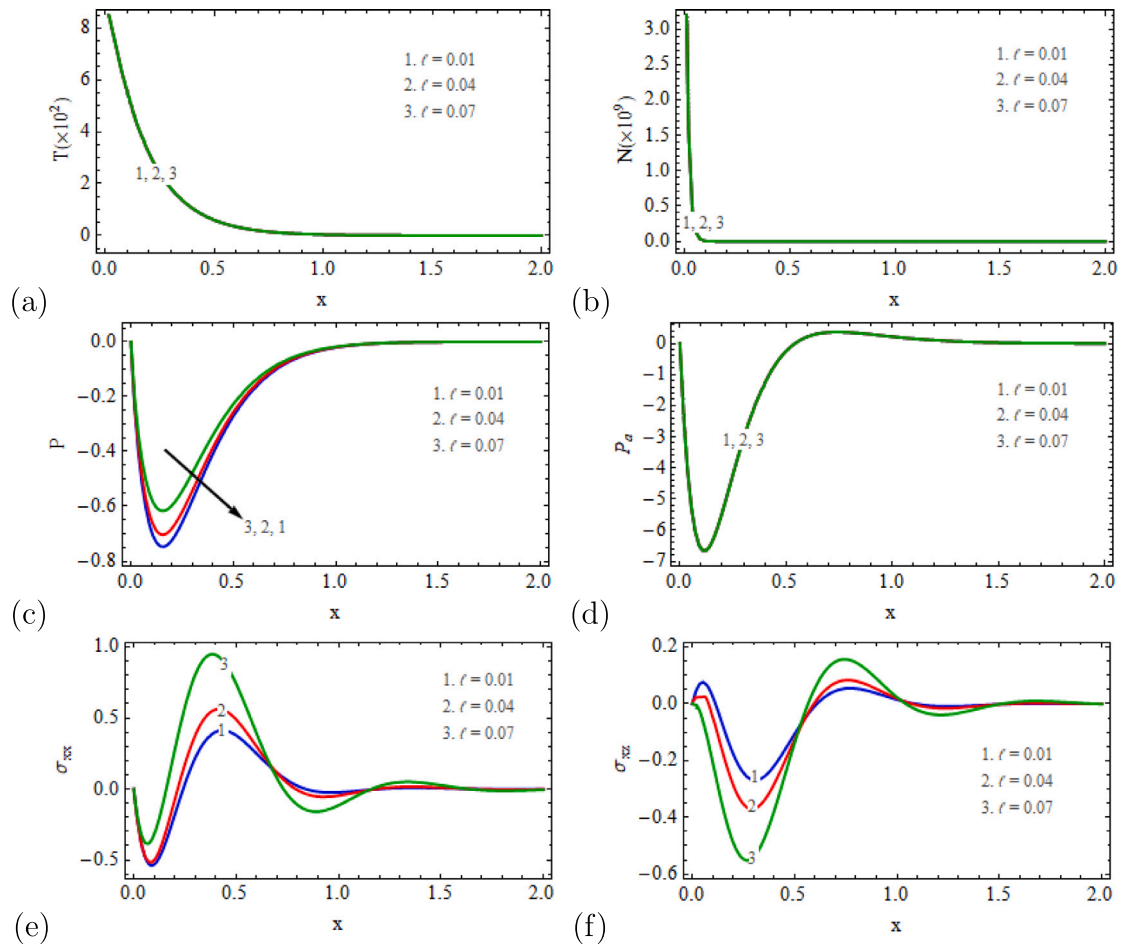 8
6
4
2
0
T(×10²)
1. ℓ = 0.01
2. ℓ = 0.04
3. ℓ = 0.07
1, 2, 3
0.0 0.5 1.0 1.5 2.0
x
(a)
3.0
2.5
2.0
1.5
1.0
0.5
0.0
N(×10⁹)
1. ℓ = 0.01
2. ℓ = 0.04
3. ℓ = 0.07
1, 2, 3
0.0 0.5 1.0 1.5 2.0
x
(b)
0.0
−0.2
−0.4
−0.6
−0.8
P
1. ℓ = 0.01
2. ℓ = 0.04
3. ℓ = 0.07
3, 2, 1
0.0 0.5 1.0 1.5 2.0
x
(c)
0
−1
−2
−3
−4
−5
−6
−7
Pₐ
1. ℓ = 0.01
2. ℓ = 0.04
3. ℓ = 0.07
1, 2, 3
0.0 0.5 1.0 1.5 2.0
x
(d)
1.0
0.5
0.0
−0.5
σxx
3
2
1
1. ℓ = 0.01
2. ℓ = 0.04
3. ℓ = 0.07
0.0 0.5 1.0 1.5 2.0
x
(e)
0.2
0.0
−0.2
−0.4
−0.6
σxz
1
2
3
1. ℓ = 0.01
2. ℓ = 0.04
3. ℓ = 0.07
0.0 0.5 1.0 1.5 2.0
x
(f)